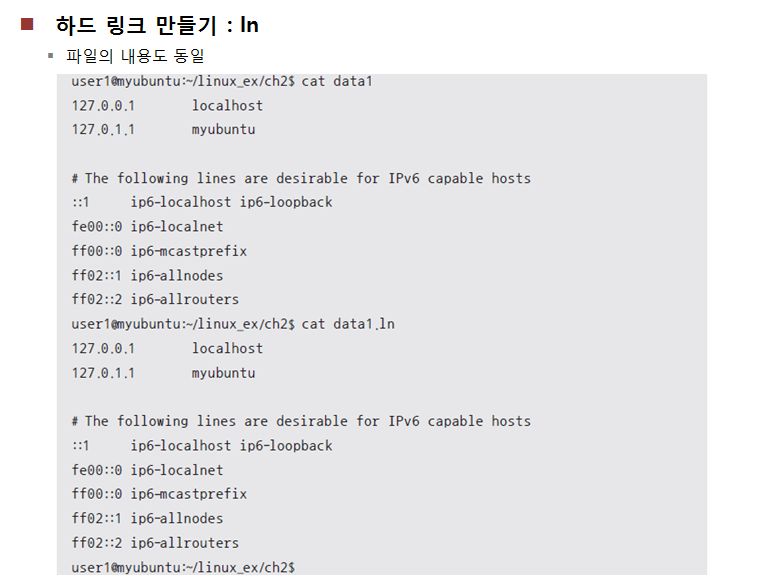 하드 링크 만들기 : ln
파일의 내용도 동일
user1@myubuntu:~/linux_ex/ch2$ cat data1
127.0.0.1 localhost
127.0.1.1 myubuntu
# The following lines are desirable for IPv6 capable hosts
::1 ip6-localhost ip6-loopback
fe00::0 ip6-localnet
ff00::0 ip6-mcastprefix
ff02::1 ip6-allnodes
ff02::2 ip6-allrouters
user1@myubuntu:~/linux_ex/ch2$ cat data1.ln
127.0.0.1 localhost
127.0.1.1 myubuntu
# The following lines are desirable for IPv6 capable hosts
::1 ip6-localhost ip6-loopback
fe00::0 ip6-localnet
ff00::0 ip6-mcastprefix
ff02::1 ip6-allnodes
ff02::2 ip6-allrouters
user1@myubuntu:~/linux_ex/ch2$